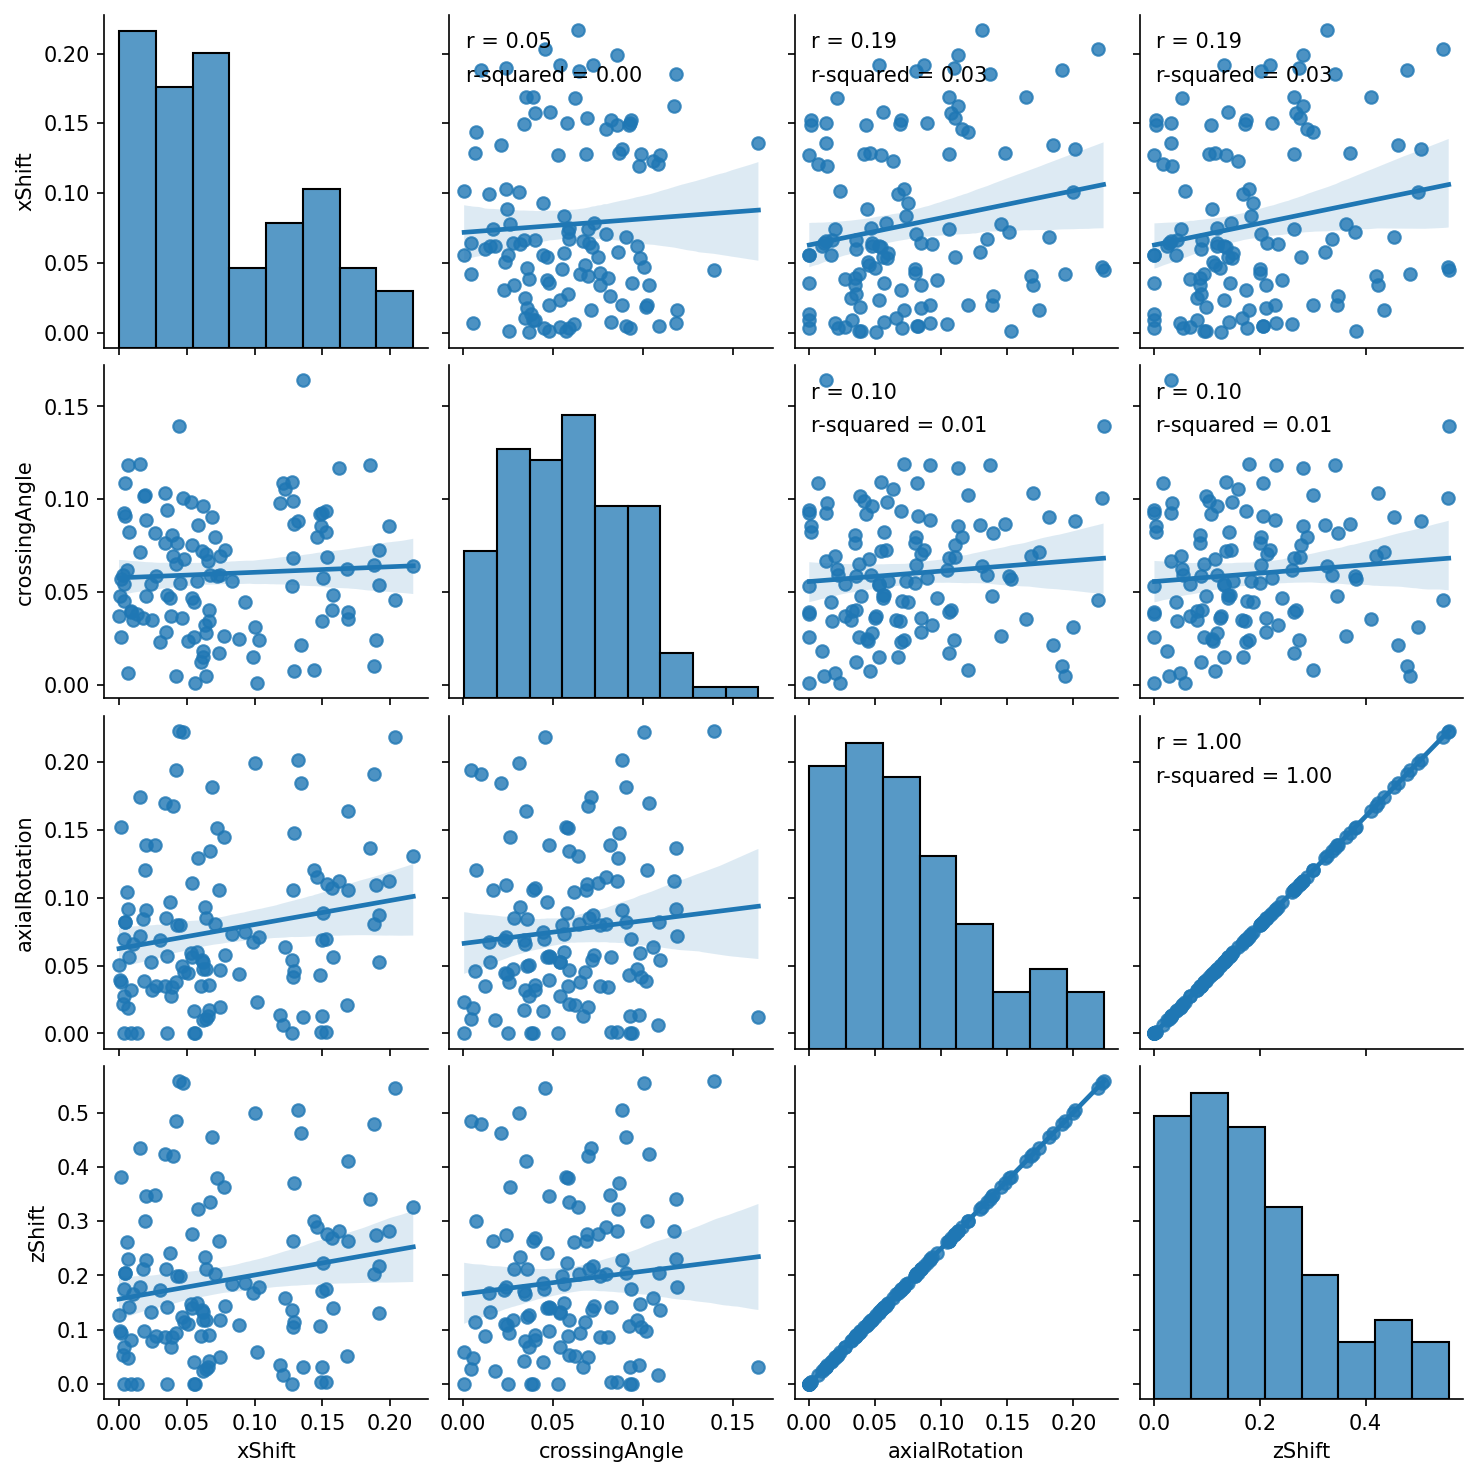 xShift
0.20
0.15
0.10
0.05
0.00
r = 0.05
r-squared = 0.00
r = 0.19
r-squared = 0.03
r = 0.19
r-squared = 0.03
crossingAngle
0.15
0.10
0.05
0.00
r = 0.10
r-squared = 0.01
r = 0.10
r-squared = 0.01
axialRotation
0.20
0.15
0.10
0.05
0.00
r = 1.00
r-squared = 1.00
zShift
0.5
0.4
0.3
0.2
0.1
0.0
0.00 0.05 0.10 0.15 0.20
0.00 0.05 0.10 0.15
0.00 0.05 0.10 0.15 0.20
0.0 0.2 0.4
xShift
crossingAngle
axialRotation
zShift